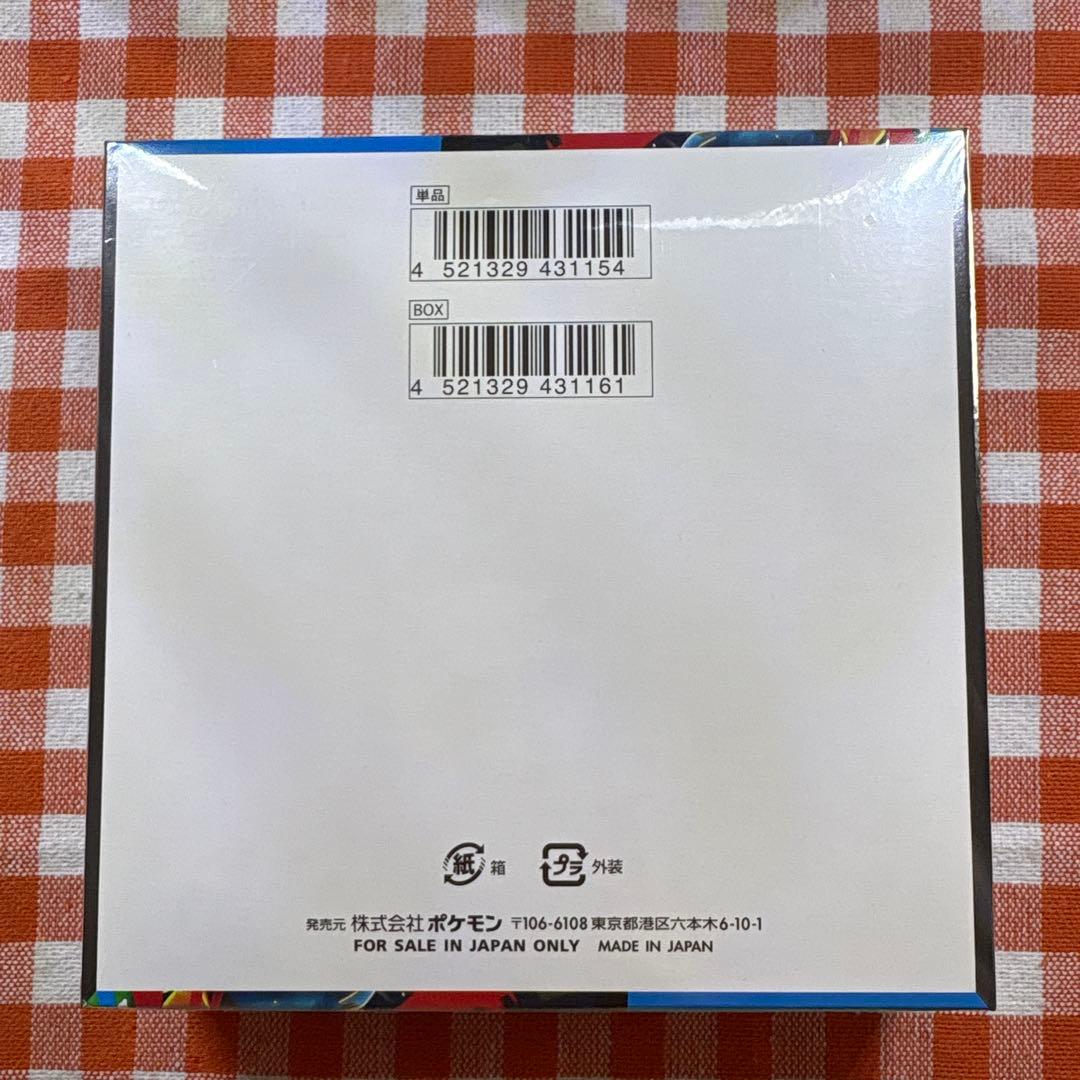 単品
4 521329 431154
BOX
4 521329 431161
紙 箱 プラ 外装
発売元 株式会社ポケモン 〒106-6108 東京都港区六本木6-10-1
FOR SALE IN JAPAN ONLY MADE IN JAPAN